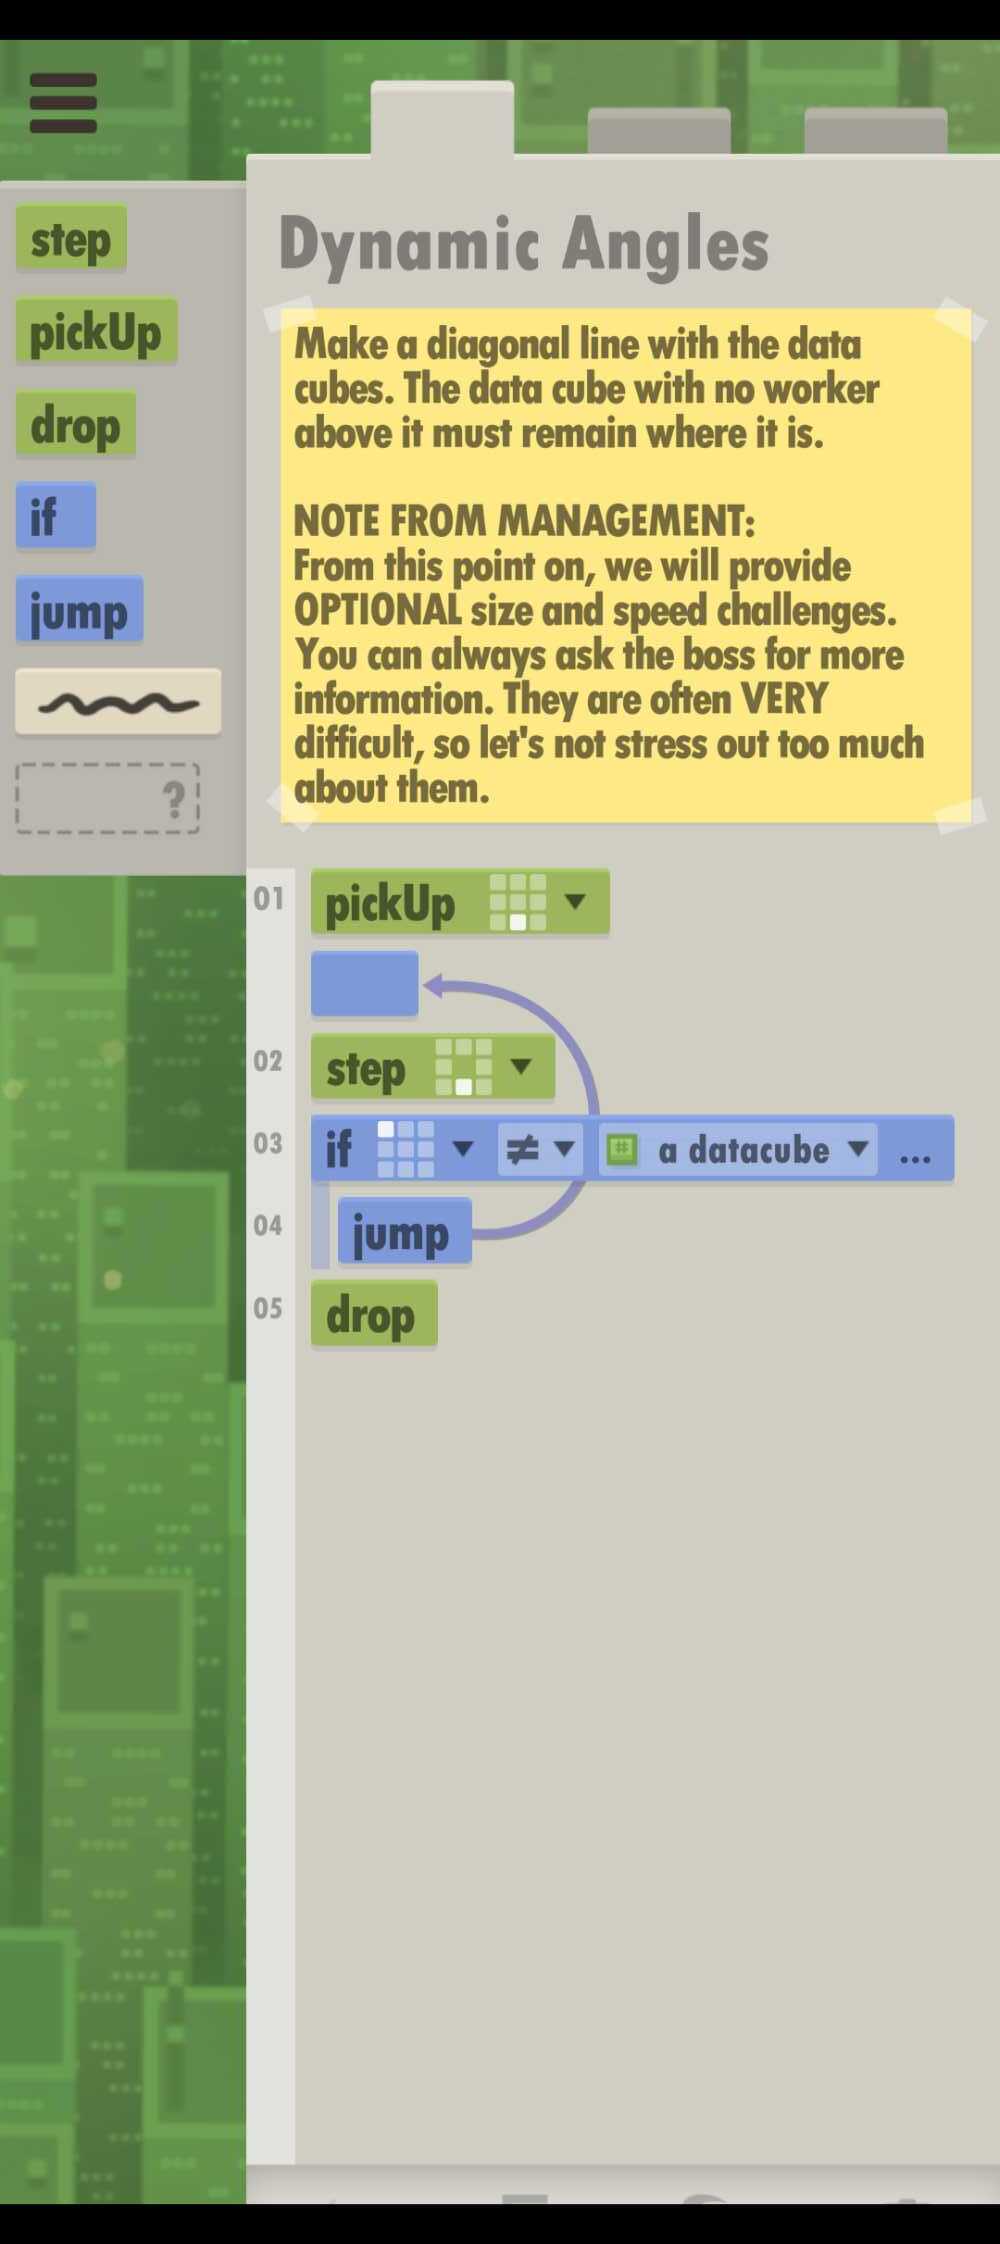 Dynamic Angles
step
pickUp
drop
if
jump
?
Make a diagonal line with the data
cubes. The data cube with no worker
above it must remain where it is.
NOTE FROM MANAGEMENT:
From this point on, we will provide
OPTIONAL size and speed challenges.
You can always ask the boss for more
information. They are often VERY
difficult, so let's not stress out too much
about them.
01 pickUp
02 step
03 if ≠ a datacube ...
04 jump
05 drop